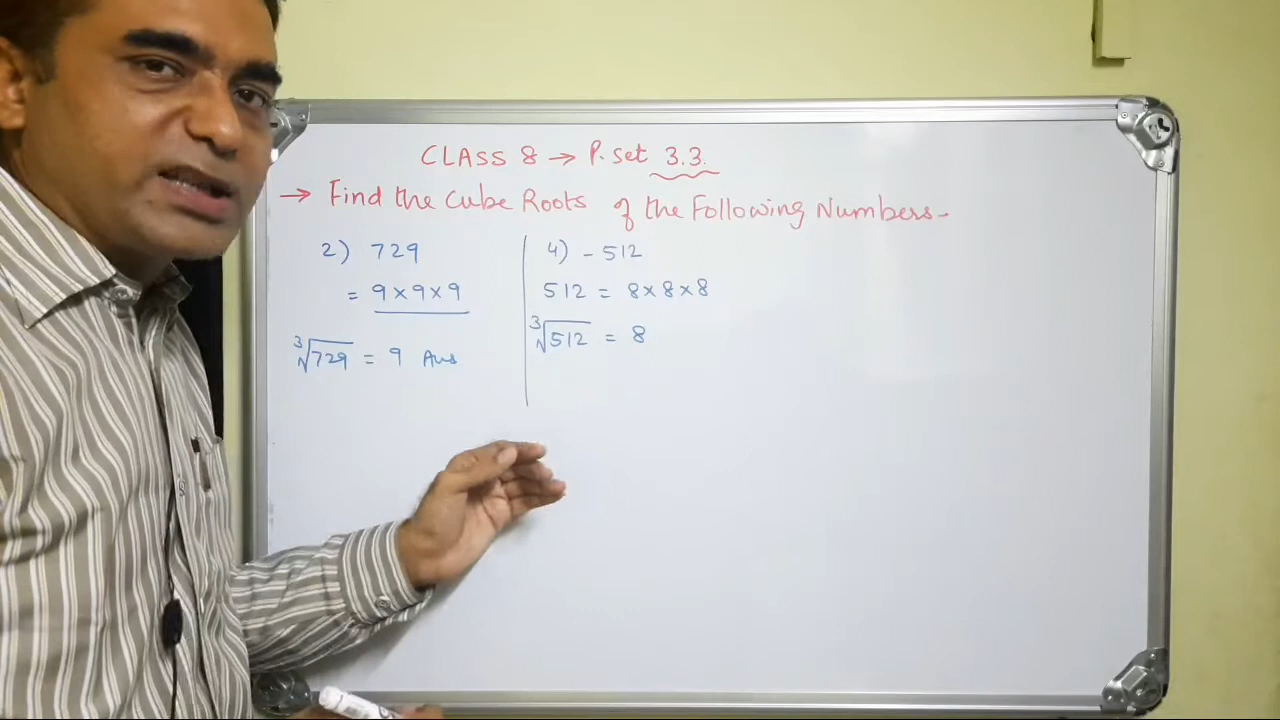 CLASS 8 → P. Set 3.3.
→ Find the Cube Roots of the Following Numbers.
2) 729
= 9×9×9
∛729 = 9 Ans
4) -512
512 = 8×8×8
∛512 = 8